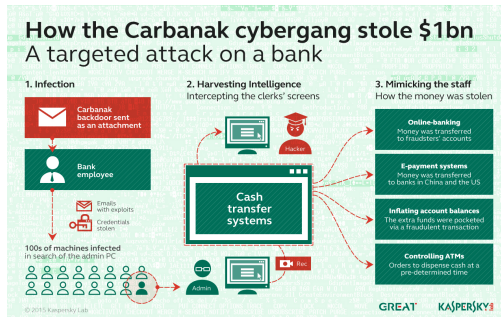 How the Carbanak cybergang stole $1bn
A targeted attack on a bank
1. Infection
Carbanak
backdoor sent
as an attachment
Bank
employee
Emails
with exploits
Credentials
stolen
100s of machines infected
in search of the admin PC
2. Harvesting Intelligence
Intercepting the clerks' screens
Hacker
Cash
transfer
systems
Rec
Admin
3. Mimicking the staff
How the money was stolen
Online-banking
Money was transferred
to fraudsters' accounts
E-payment systems
Money was transferred
to banks in China and the US
Inflating account balances
The extra funds were pocketed
via a fraudulent transaction
Controlling ATMs
Orders to dispense cash at a
pre-determined time
© 2015 Kaspersky Lab
GREAT
KASPERSKY